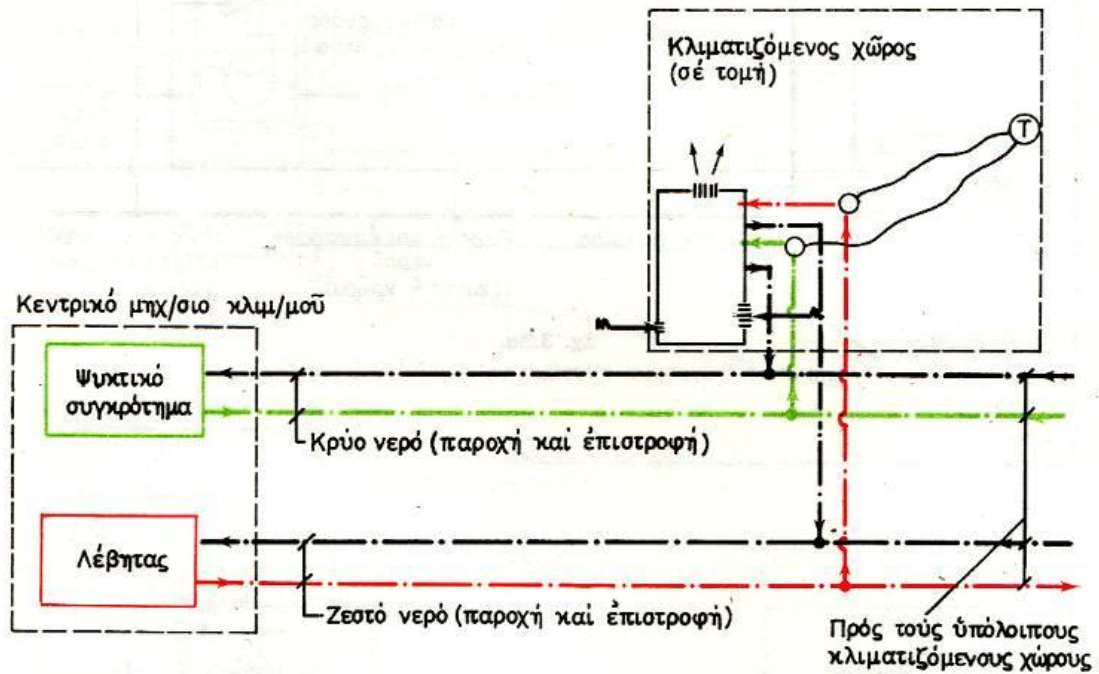 Κλιματιζόμενος χῶρος
(σέ τομή)
T
Κεντρικό μηχ/σιο κλιμ/μοῦ
Ψυκτικό
συγκρότημα
Κρύο νερό (παροχή καί ἐπιστροφή)
Λέβητας
Ζεστό νερό (παροχή καί ἐπιστροφή)
Πρός τούς ὑπόλοιπους
κλιματιζόμενους χώρους